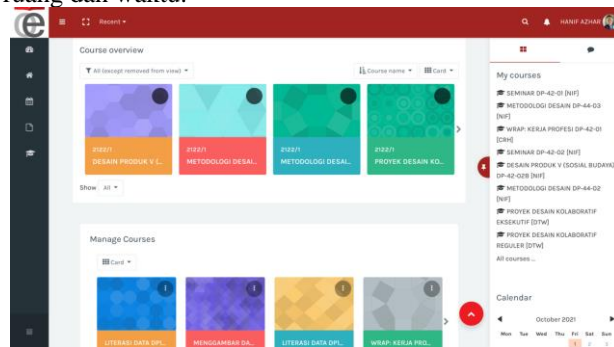 ruang dan waktu.
Recent
HANIF AZHAR
Course overview
All (except removed from view)
Course name
Card
2122/1
DESAIN PRODUK V (...
2122/1
METODOLOGI DESAI...
2122/1
METODOLOGI DESAI...
2122/1
PROYEK DESAIN KO...
Show All
Manage Courses
Card
LITERASI DATA DPI...
MENGGAMBAR DA...
LITERASI DATA DPI...
WRAP: KERJA PRO...
My courses
SEMINAR DP-42-01 [NIF]
METODOLOGI DESAIN DP-44-03
[NIF]
WRAP: KERJA PROFESI DP-42-01
[CRH]
SEMINAR DP-42-02 [NIF]
DESAIN PRODUK V (SOSIAL BUDAYA)
DP-42-02B [NIF]
METODOLOGI DESAIN DP-44-02
[NIF]
PROYEK DESAIN KOLABORATIF
EKSEKUTIF [DTW]
PROYEK DESAIN KOLABORATIF
REGULER [DTW]
All courses ...
Calendar
October 2021
Mon Tue Wed Thu Fri Sat Sun
1 2 3